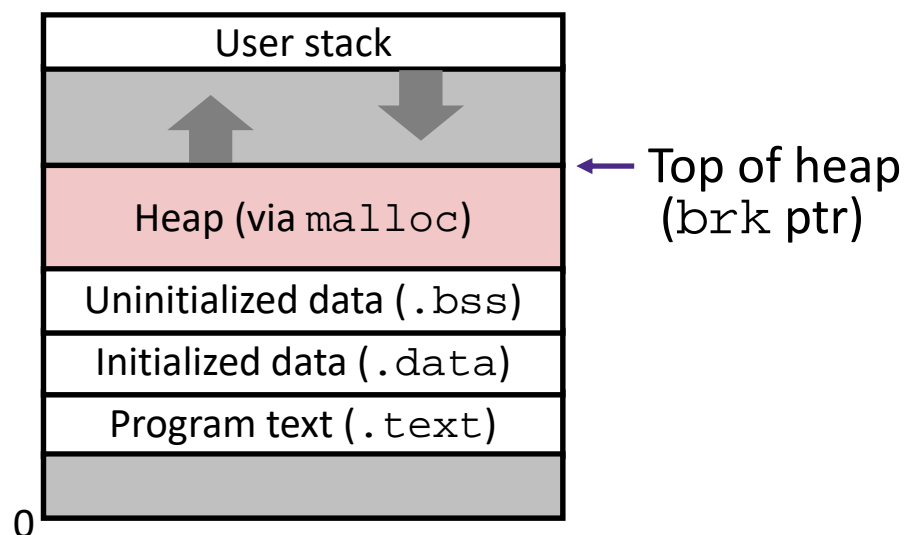 User stack
Top of heap
(brk ptr)
Heap (via malloc)
Uninitialized data (.bss)
Initialized data (.data)
Program text (.text)
0